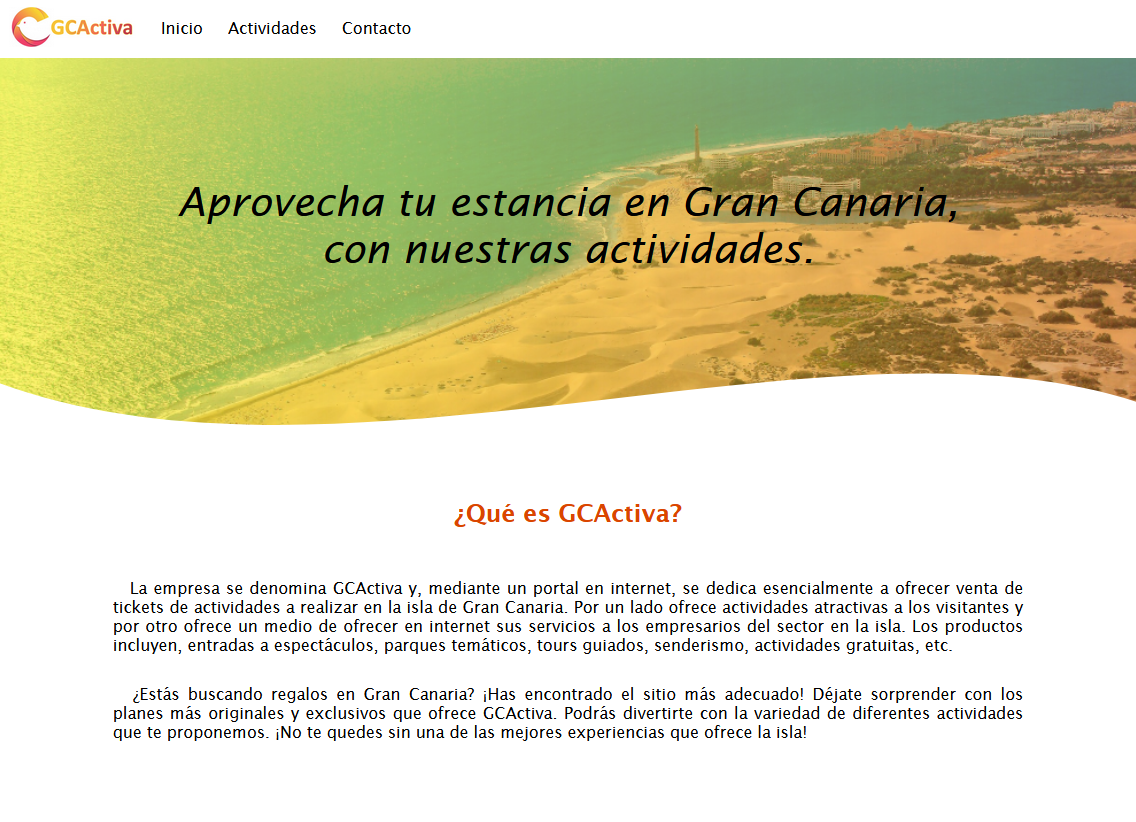 GCActiva Inicio Actividades Contacto
Aprovecha tu estancia en Gran Canaria,
con nuestras actividades.
¿Qué es GCActiva?
La empresa se denomina GCActiva y, mediante un portal en internet, se dedica esencialmente a ofrecer venta de
tickets de actividades a realizar en la isla de Gran Canaria. Por un lado ofrece actividades atractivas a los visitantes y
por otro ofrece un medio de ofrecer en internet sus servicios a los empresarios del sector en la isla. Los productos
incluyen, entradas a espectáculos, parques temáticos, tours guiados, senderismo, actividades gratuitas, etc.
¿Estás buscando regalos en Gran Canaria? ¡Has encontrado el sitio más adecuado! Déjate sorprender con los
planes más originales y exclusivos que ofrece GCActiva. Podrás divertirte con la variedad de diferentes actividades
que te proponemos. ¡No te quedes sin una de las mejores experiencias que ofrece la isla!